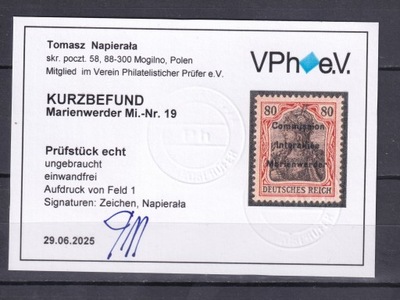 Tomasz Napierała
skr. poczt. 58, 88-300 Mogilno, Polen
Mitglied im Verein Philatelistischer Prüfer e.V.
VPh e.V.
KURZBEFUND
Marienwerder Mi.-Nr. 19
Prüfstück echt
ungebraucht
einwandfrei
Aufdruck von Feld 1
Signaturen: Zeichen, Napierała
29.06.2025
80 80
Commission
Interalliée
Marienwerder
DEUTSCHES REICH